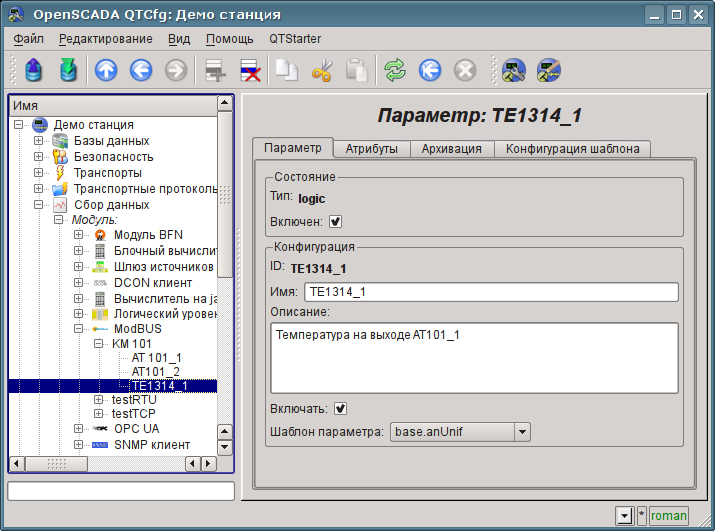 OpenSCADA QTCfg: Демо станция
Файл Редактирование Вид Помощь QTStarter
Имя
Демо станция
Базы данных
Безопасность
Транспорты
Транспортные протоколы
Сбор данных
Модуль:
Модуль BFN
Блочный вычислит
Шлюз источников
DCON клиент
Вычислитель на ja
Логический уровен
ModBUS
KM 101
AT 101_1
AT101_2
TE1314_1
testRTU
testTCP
OPC UA
SNMP клиент
Параметр: TE1314_1
Параметр Атрибуты Архивация Конфигурация шаблона
Состояние
Тип: logic
Включен:
Конфигурация
ID: TE1314_1
Имя: TE1314_1
Описание:
Температура на выходе AT101_1
Включать:
Шаблон параметра: base.anUnif
* roman